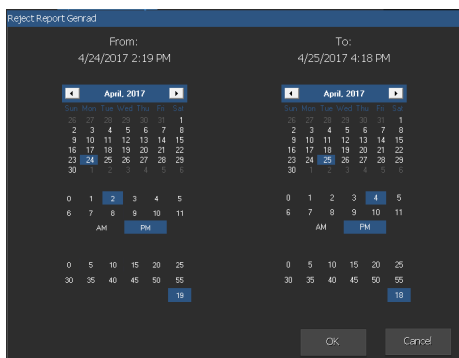 Reject Report Genrad
From: To:
4/24/2017 2:19 PM 4/25/2017 4:18 PM
April, 2017 April, 2017
Sun Mon Tue Wed Thu Fri Sat Sun Mon Tue Wed Thu Fri Sat
26 27 28 29 30 31 1 26 27 28 29 30 31 1
2 3 4 5 6 7 8 2 3 4 5 6 7 8
9 10 11 12 13 14 15 9 10 11 12 13 14 15
16 17 18 19 20 21 22 16 17 18 19 20 21 22
23 24 25 26 27 28 29 23 24 25 26 27 28 29
30 1 2 3 4 5 6 30 1 2 3 4 5 6
0 1 2 3 4 5 0 1 2 3 4 5
6 7 8 9 10 11 6 7 8 9 10 11
AM PM AM PM
0 5 10 15 20 25 0 5 10 15 20 25
30 35 40 45 50 55 30 35 40 45 50 55
19 18
OK Cancel